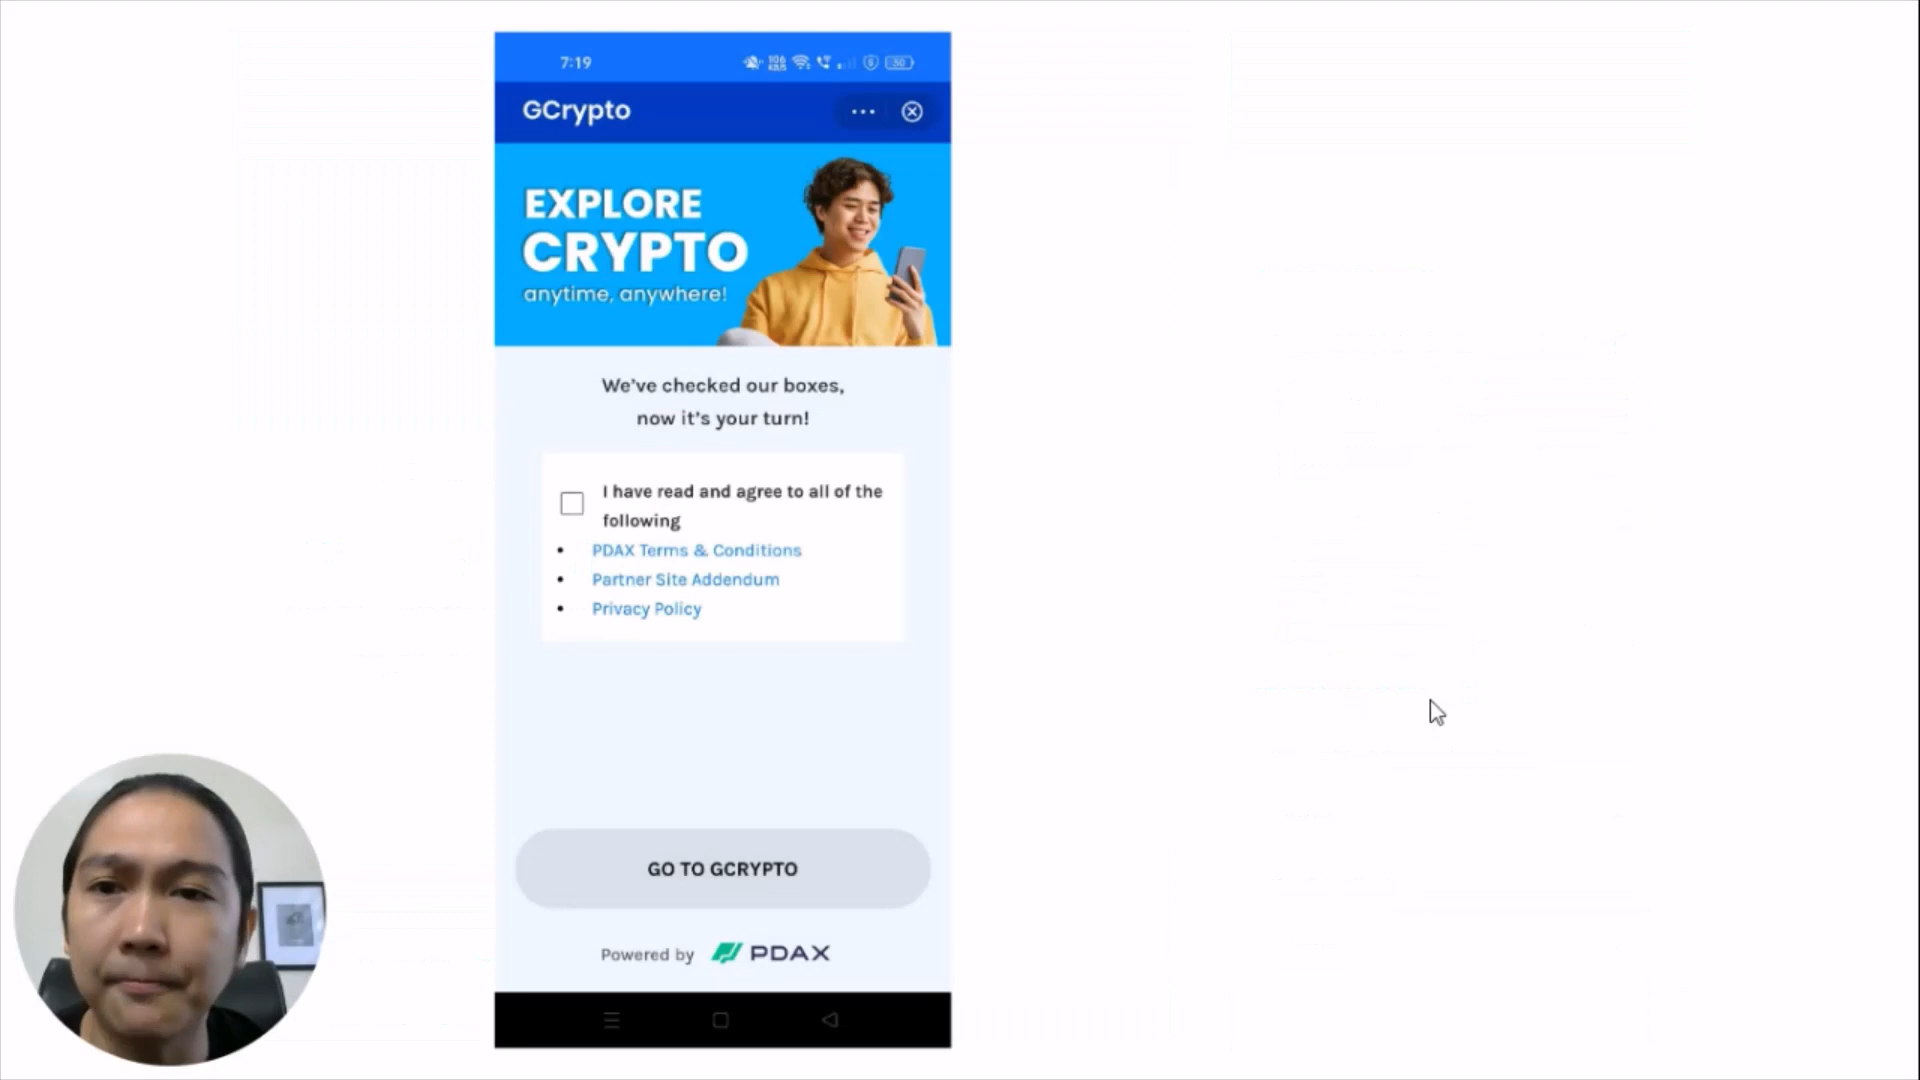 7:19
50
GCrypto
EXPLORE
CRYPTO
anytime, anywhere!
We've checked our boxes,
now it's your turn!
I have read and agree to all of the
following
• PDAX Terms & Conditions
• Partner Site Addendum
• Privacy Policy
GO TO GCRYPTO
Powered by PDAX